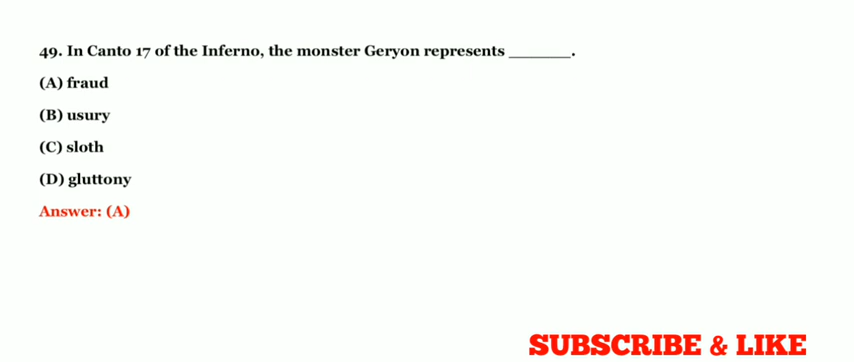 49. In Canto 17 of the Inferno, the monster Geryon represents _______.
(A) fraud
(B) usury
(C) sloth
(D) gluttony
Answer: (A)
SUBSCRIBE & LIKE